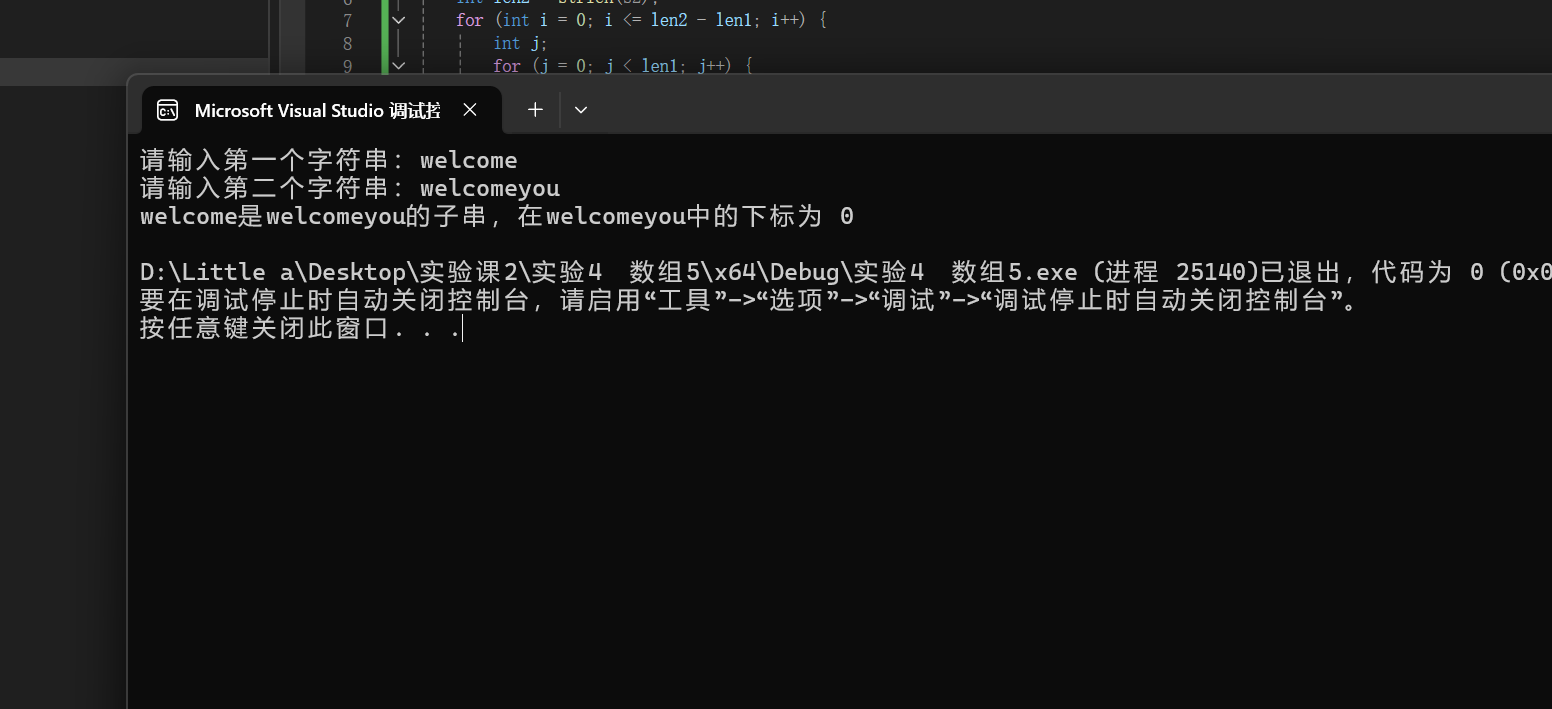 7 for (int i = 0; i <= len2 - len1; i++) {
8 int j;
9 for (j = 0; j < len1; j++) {
Microsoft Visual Studio 调试控
请输入第一个字符串：welcome
请输入第二个字符串：welcomeyou
welcome是welcomeyou的子串，在welcomeyou中的下标为 0
D:\Little a\Desktop\实验课2\实验4 数组5\x64\Debug\实验4 数组5.exe (进程 25140)已退出，代码为 0 (0x0
要在调试停止时自动关闭控制台，请启用“工具”->“选项”->“调试”->“调试停止时自动关闭控制台”。
按任意键关闭此窗口. . .